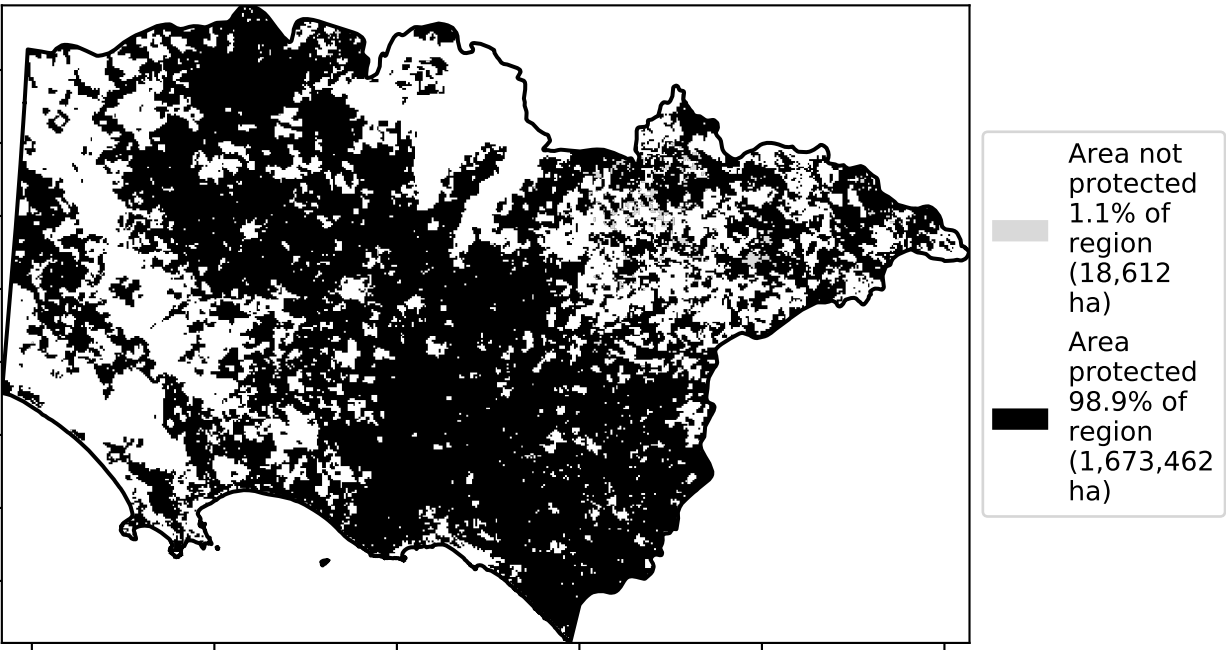 Area not
protected
1.1% of
region
(18,612
ha)
Area
protected
98.9% of
region
(1,673,462
ha)